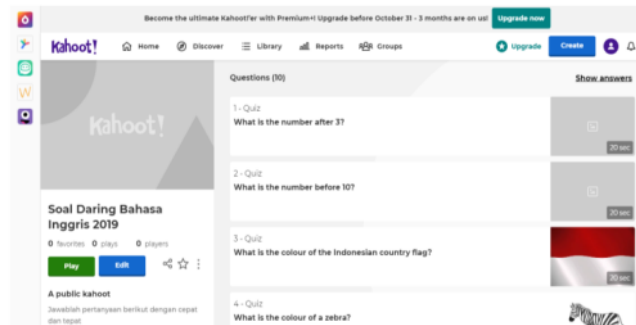 Become the ultimate Kahoot!'er with Premium+! Upgrade before October 31 - 3 months are on us!
Upgrade now
Kahoot!
Home
Discover
Library
Reports
Groups
Upgrade
Create
Kahoot!
Soal Daring Bahasa
Inggris 2019
0 favorites 0 plays 0 players
Play
Edit
A public kahoot
Jawablah pertanyaan berikut dengan cepat
dan tepat
Questions (10)
Show answers
1 - Quiz
What is the number after 3?
20 sec
2 - Quiz
What is the number before 10?
20 sec
3 - Quiz
What is the colour of the Indonesian country flag?
20 sec
4 - Quiz
What is the colour of a zebra?